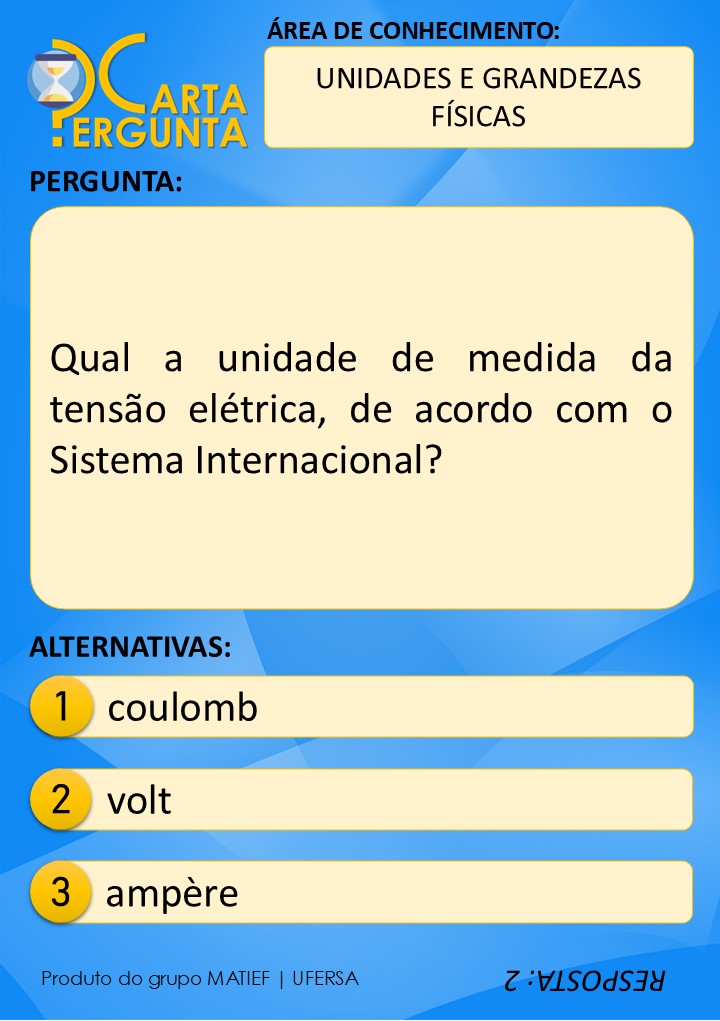 CARTA
PERGUNTA
ÁREA DE CONHECIMENTO:
UNIDADES E GRANDEZAS
FÍSICAS
PERGUNTA:
Qual a unidade de medida da
tensão elétrica, de acordo com o
Sistema Internacional?
ALTERNATIVAS:
1 coulomb
2 volt
3 ampère
Produto do grupo MATIEF | UFERSA
RESPOSTA: 2